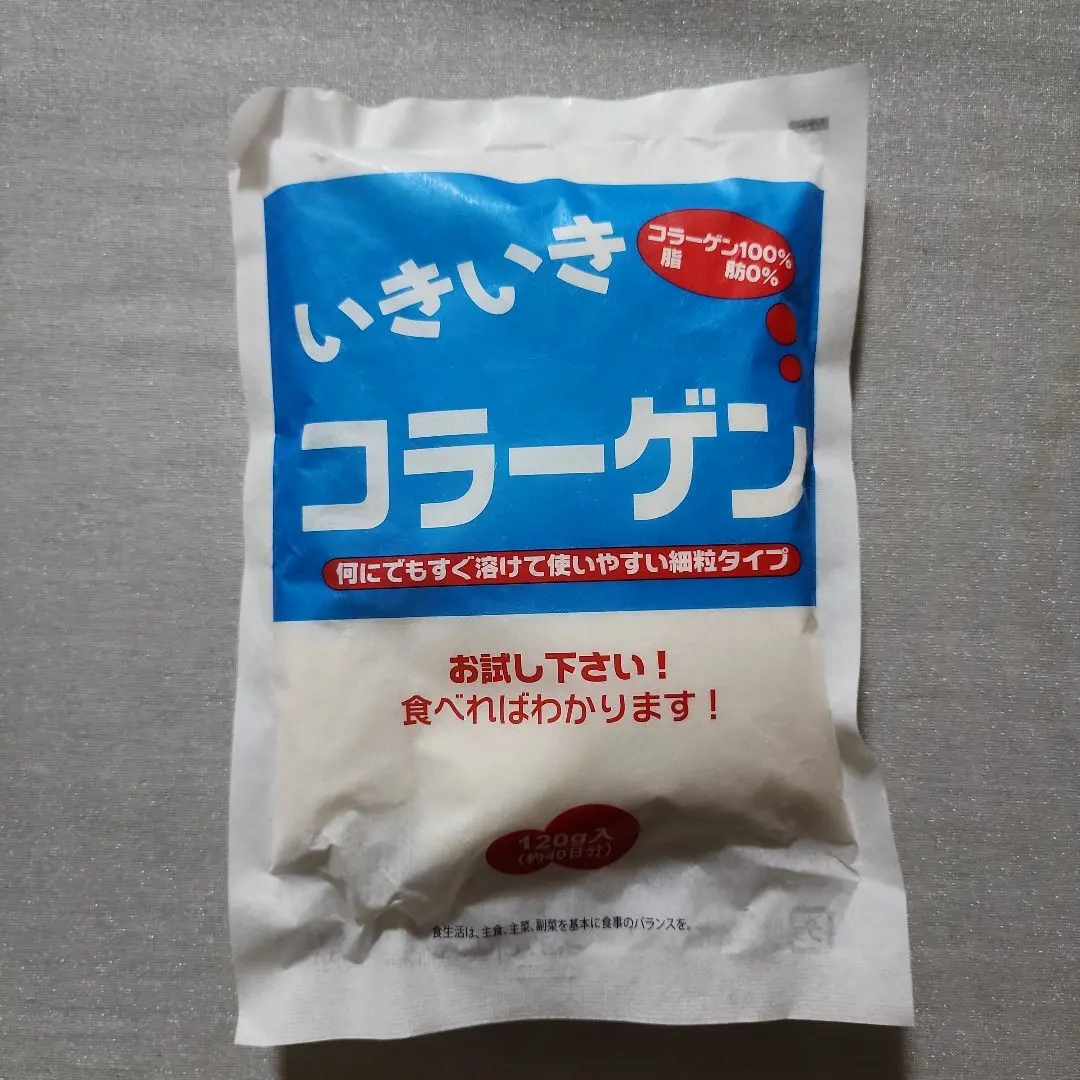 コラーゲン100%
脂 肪0%
いきいき
コラーゲン
何にでもすぐ溶けて使いやすい細粒タイプ
お試し下さい！
食べればわかります！
120g入
(約40日分)
食生活は、主食、主菜、副菜を基本に食事のバランスを。